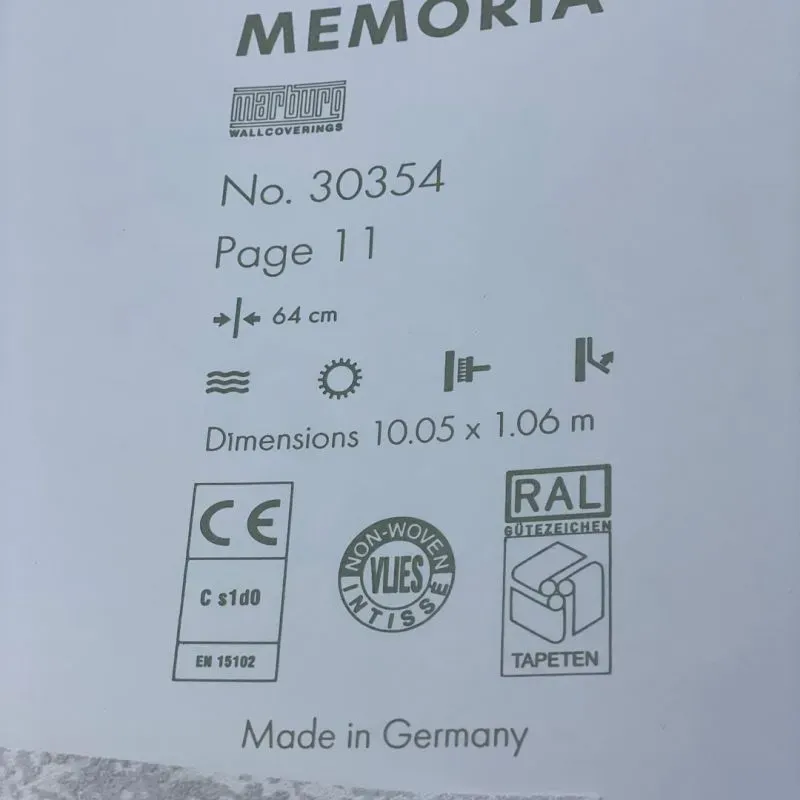 MEMORIA
marburg
WALLCOVERINGS
No. 30354
Page 11
64 cm
Dimensions 10.05 x 1.06 m
CE
C s1d0
EN 15102
NON-WOVEN
VLIES
INTISSÉ
RAL
GÜTEZEICHEN
TAPETEN
Made in Germany